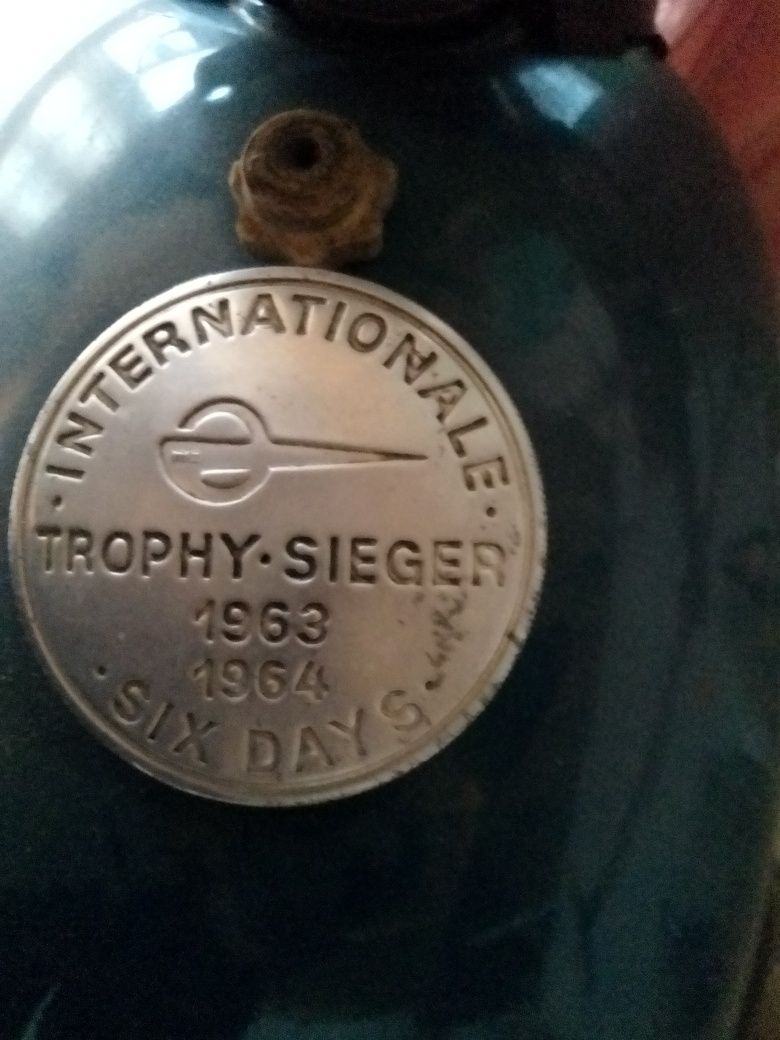 · INTERNATIONALE ·
TROPHY · SIEGER
1963
1964
· SIX DAYS